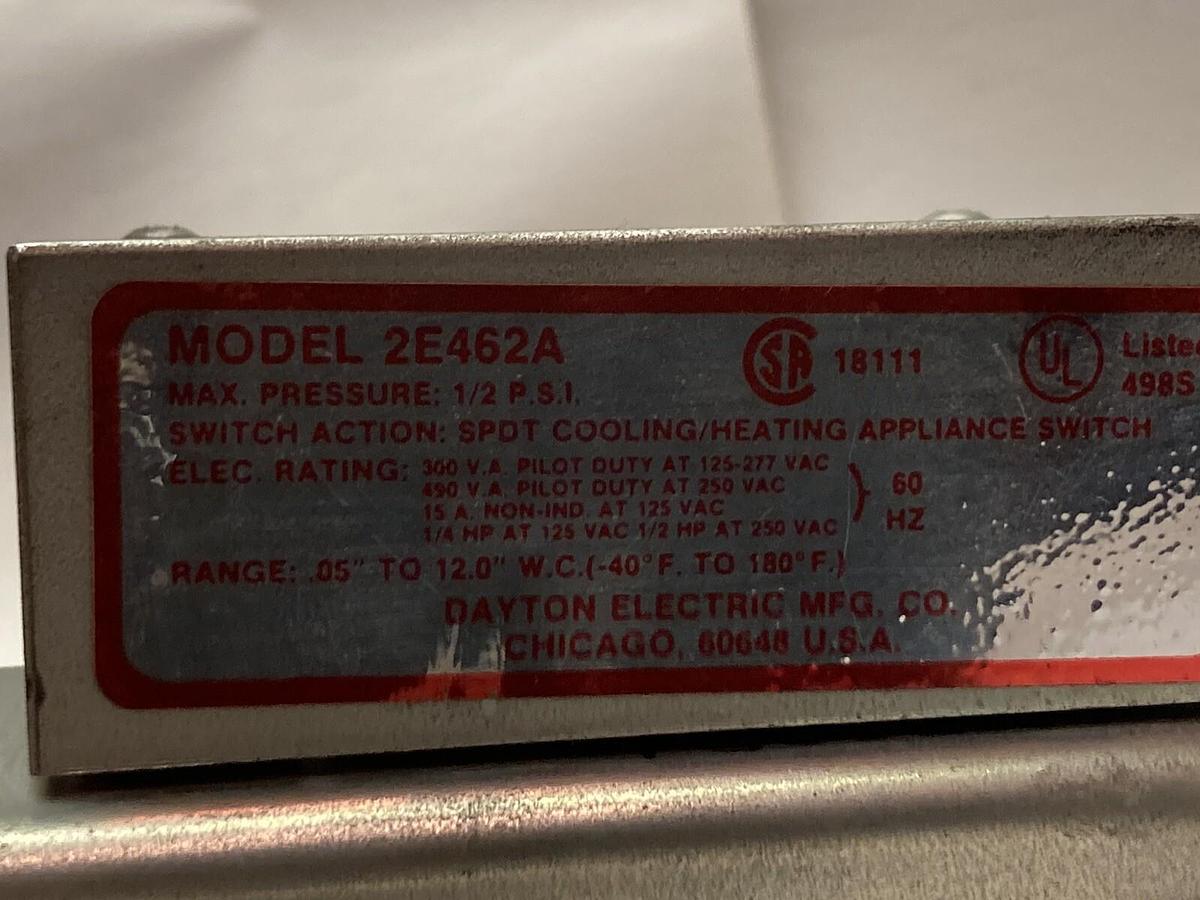 MODEL 2E462A
SA 18111
UL Listed
498S
MAX. PRESSURE: 1/2 P.S.I.
SWITCH ACTION: SPDT COOLING/HEATING APPLIANCE SWITCH
ELEC. RATING: 300 V.A. PILOT DUTY AT 125-277 VAC
490 V.A. PILOT DUTY AT 250 VAC
15 A. NON-IND. AT 125 VAC
1/4 HP AT 125 VAC 1/2 HP AT 250 VAC
} 60
HZ
RANGE: .05" TO 12.0" W.C.(-40°F. TO 180°F.)
DAYTON ELECTRIC MFG. CO.
CHICAGO, 60648 U.S.A.